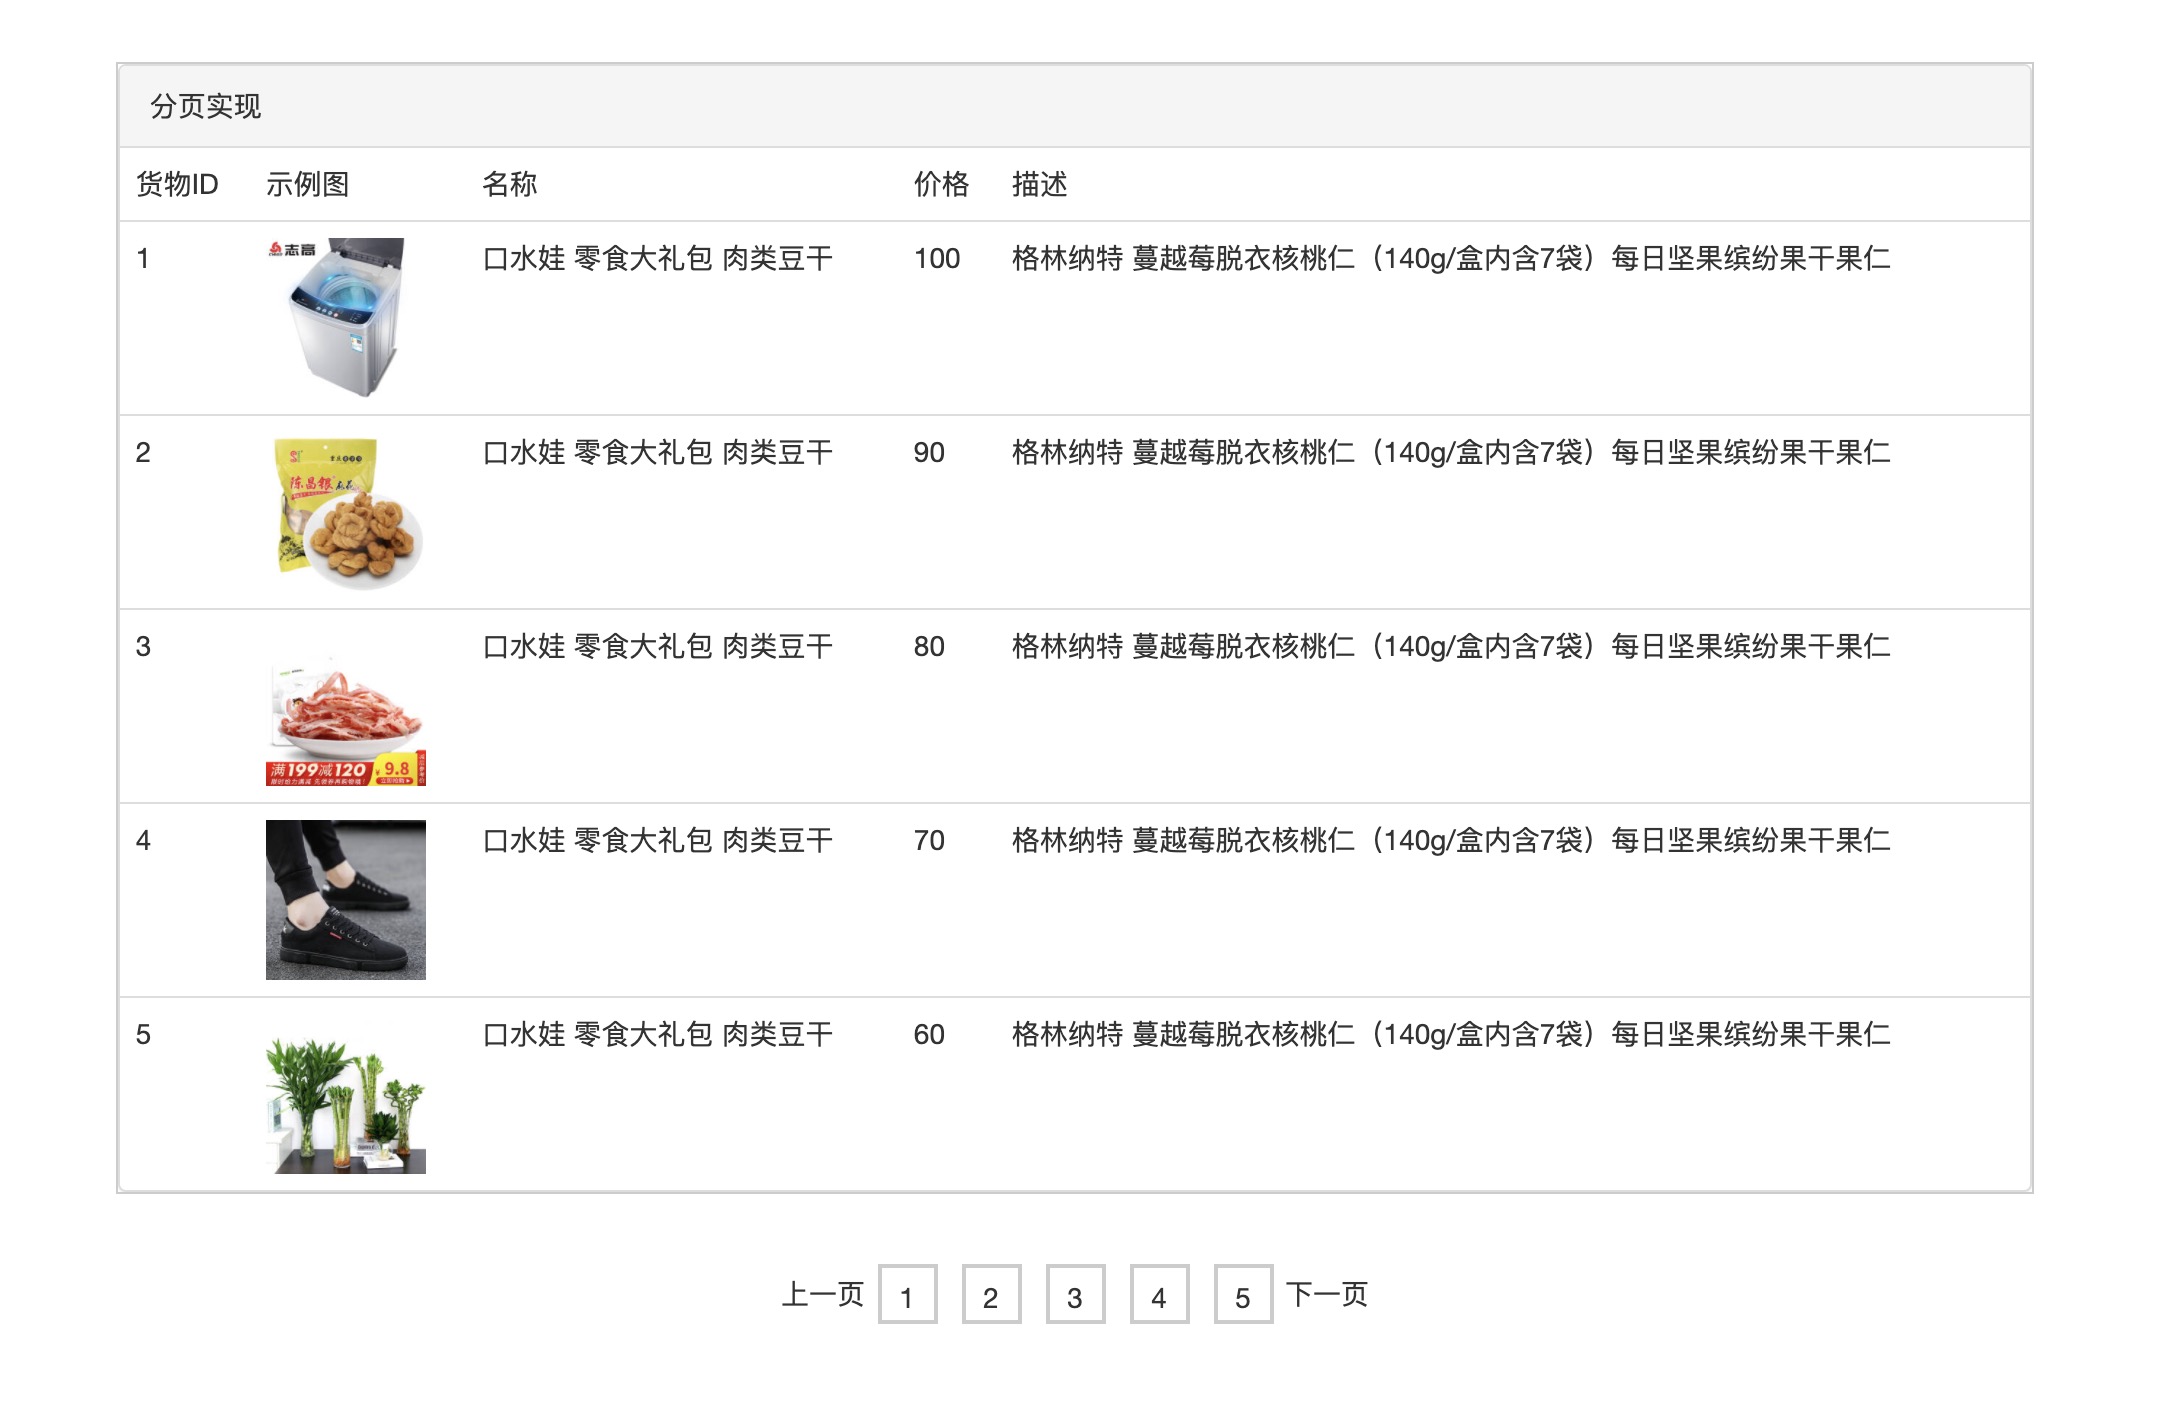 分页实现
货物ID 示例图 名称 价格 描述
1 志高 口水娃 零食大礼包 肉类豆干 100 格林纳特 蔓越莓脱衣核桃仁（140g/盒内含7袋）每日坚果缤纷果干果仁
2 口水娃 零食大礼包 肉类豆干 90 格林纳特 蔓越莓脱衣核桃仁（140g/盒内含7袋）每日坚果缤纷果干果仁
陈昌银
3 口水娃 零食大礼包 肉类豆干 80 格林纳特 蔓越莓脱衣核桃仁（140g/盒内含7袋）每日坚果缤纷果干果仁
满199减120 ¥9.8
4 口水娃 零食大礼包 肉类豆干 70 格林纳特 蔓越莓脱衣核桃仁（140g/盒内含7袋）每日坚果缤纷果干果仁
5 口水娃 零食大礼包 肉类豆干 60 格林纳特 蔓越莓脱衣核桃仁（140g/盒内含7袋）每日坚果缤纷果干果仁
上一页 1 2 3 4 5 下一页